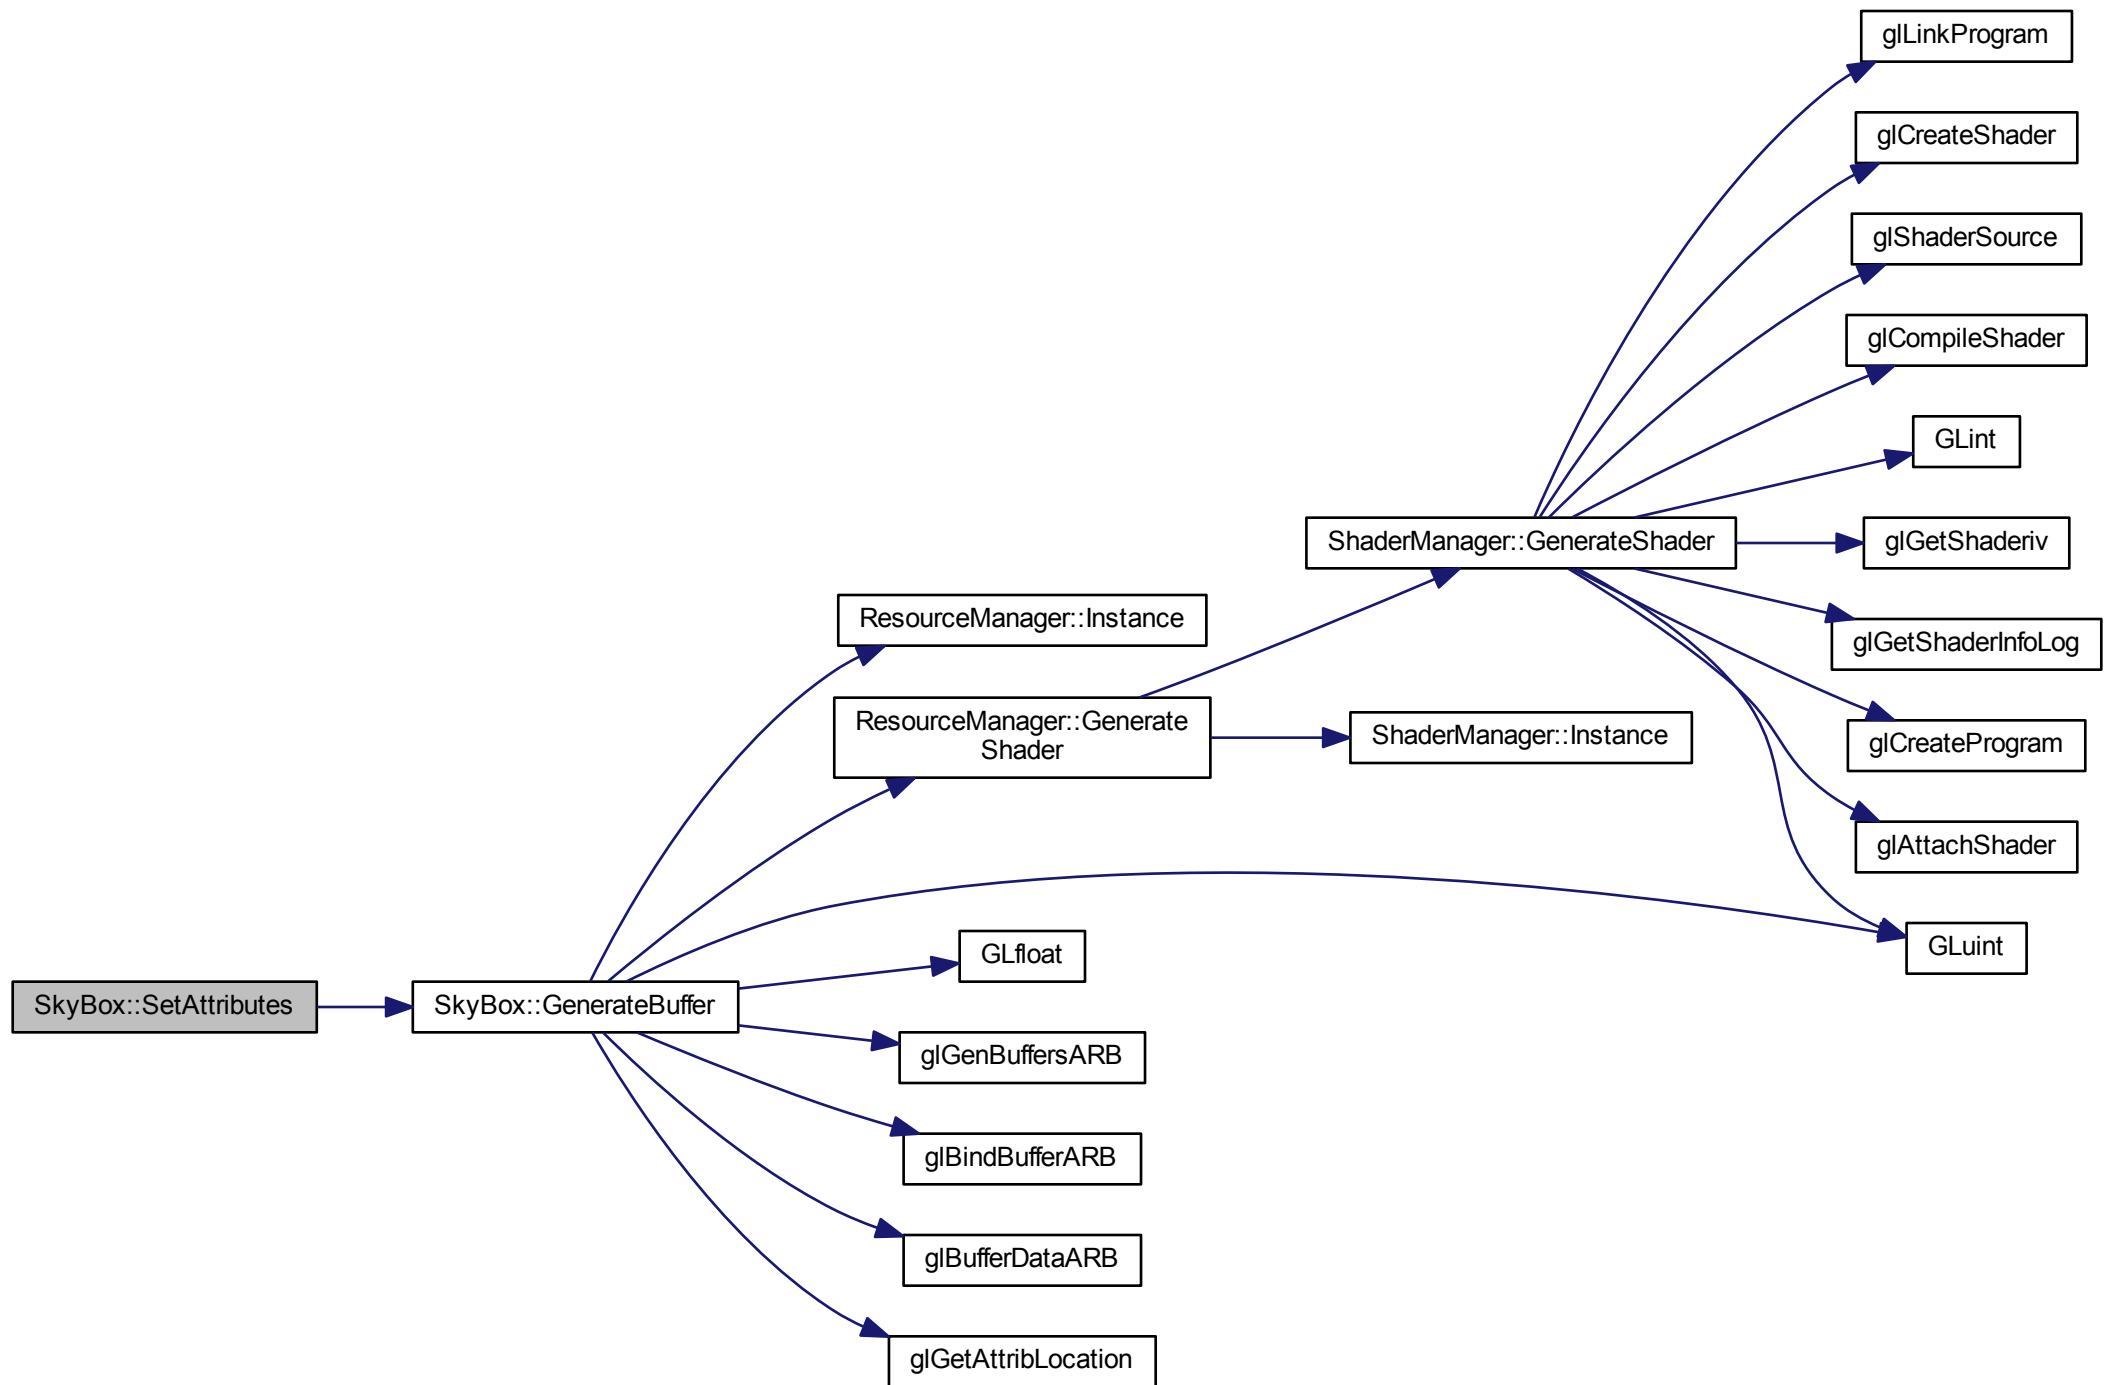 glLinkProgram
glCreateShader
glShaderSource
glCompileShader
GLint
ShaderManager::GenerateShader
glGetShaderiv
ResourceManager::Instance
glGetShaderInfoLog
ResourceManager::Generate
Shader
ShaderManager::Instance
glCreateProgram
glAttachShader
GLfloat
GLuint
SkyBox::SetAttributes
SkyBox::GenerateBuffer
glGenBuffersARB
glBindBufferARB
glBufferDataARB
glGetAttribLocation